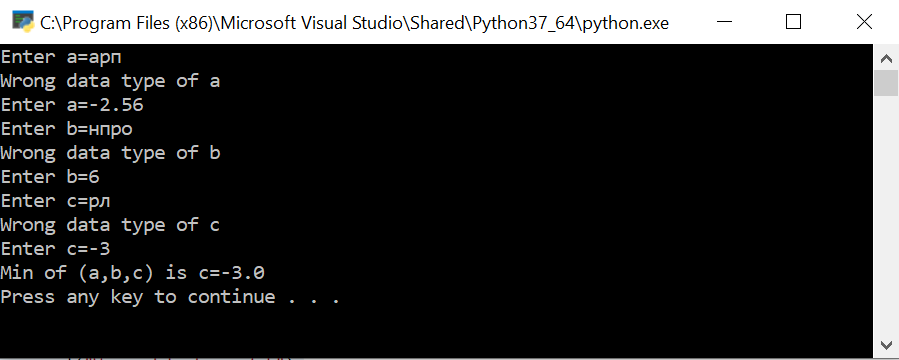 C:\Program Files (x86)\Microsoft Visual Studio\Shared\Python37_64\python.exe
Enter a=арп
Wrong data type of a
Enter a=-2.56
Enter b=нпро
Wrong data type of b
Enter b=6
Enter c=рл
Wrong data type of c
Enter c=-3
Min of (a,b,c) is c=-3.0
Press any key to continue . . .